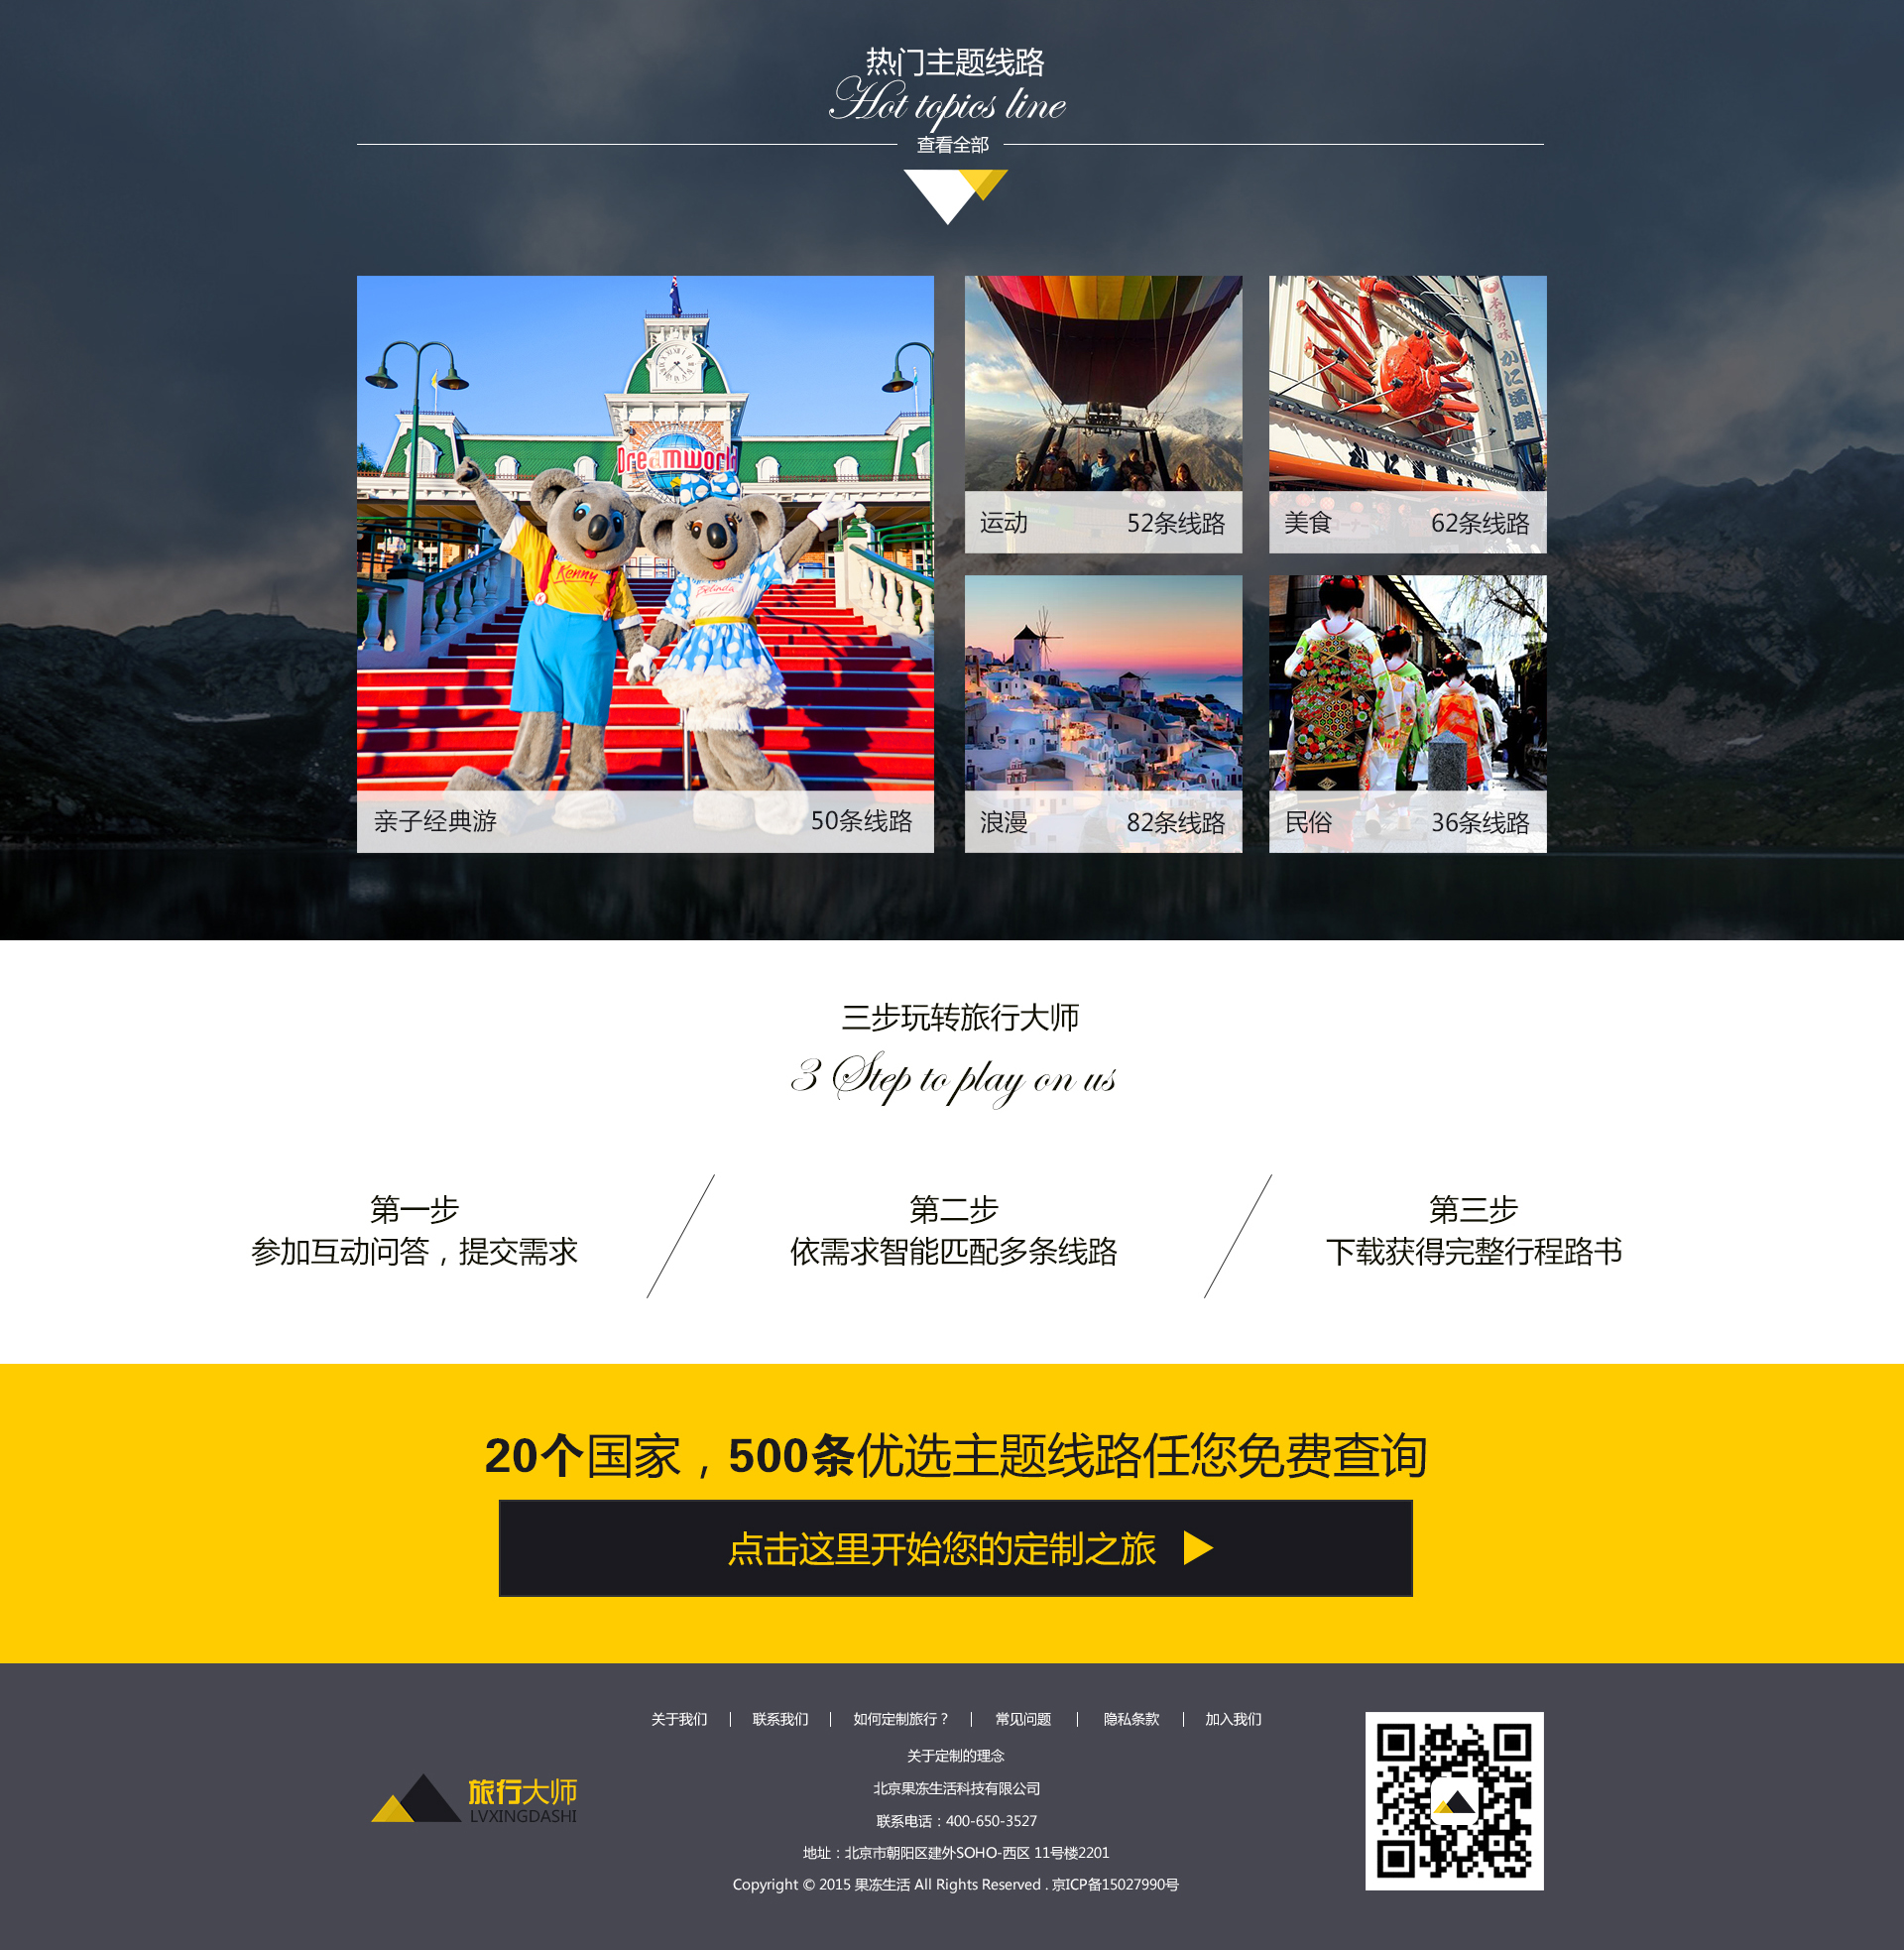 热门主题线路
Hot topics line
查看全部
Dreamworld
Kenny
Belinda
本場の味
かに道楽
运动 52条线路
美食 62条线路
亲子经典游 50条线路
浪漫 82条线路
民俗 36条线路
三步玩转旅行大师
3 Step to play on us
第一步
参加互动问答，提交需求
第二步
依需求智能匹配多条线路
第三步
下载获得完整行程路书
20个国家，500条优选主题线路任您免费查询
点击这里开始您的定制之旅
关于我们 | 联系我们 | 如何定制旅行？ | 常见问题 | 隐私条款 | 加入我们
关于定制的理念
北京果冻生活科技有限公司
联系电话：400-650-3527
地址：北京市朝阳区建外SOHO-西区 11号楼2201
Copyright © 2015 果冻生活 All Rights Reserved . 京ICP备15027990号
旅行大师
LVXINGDASHI